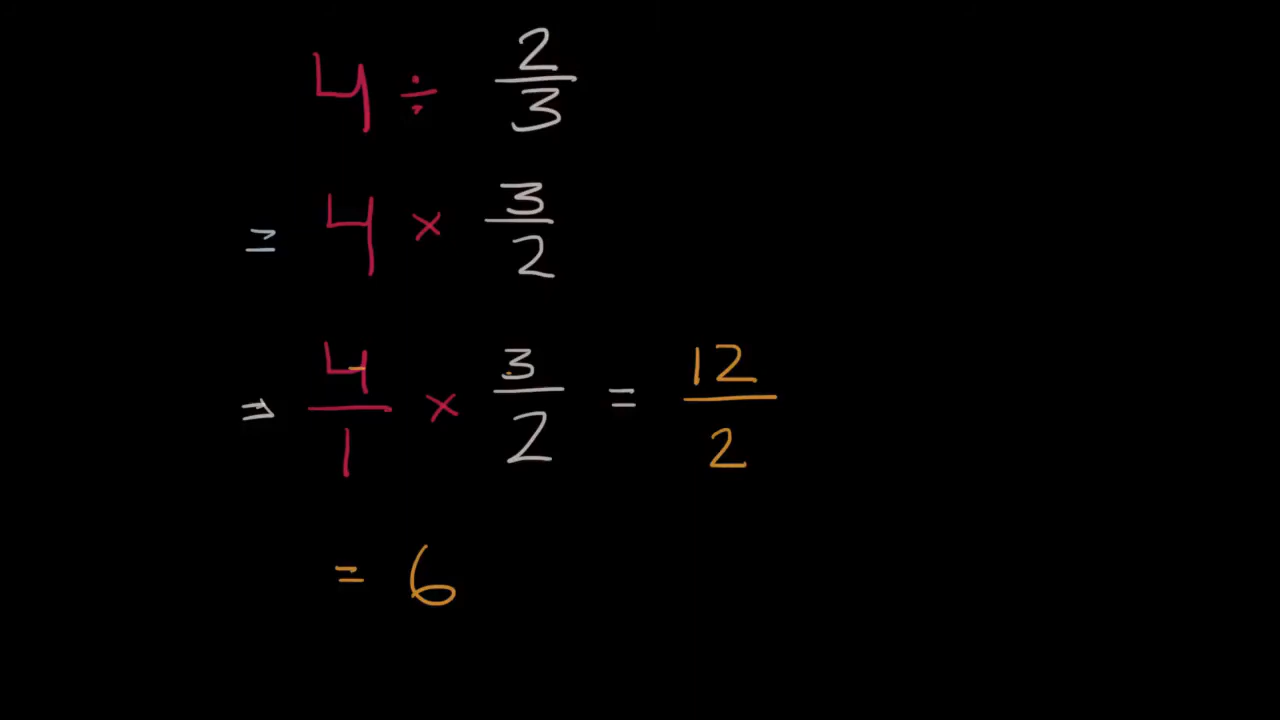 4 ÷ 2/3
= 4 × 3/2
= 4/1 × 3/2 = 12/2
= 6